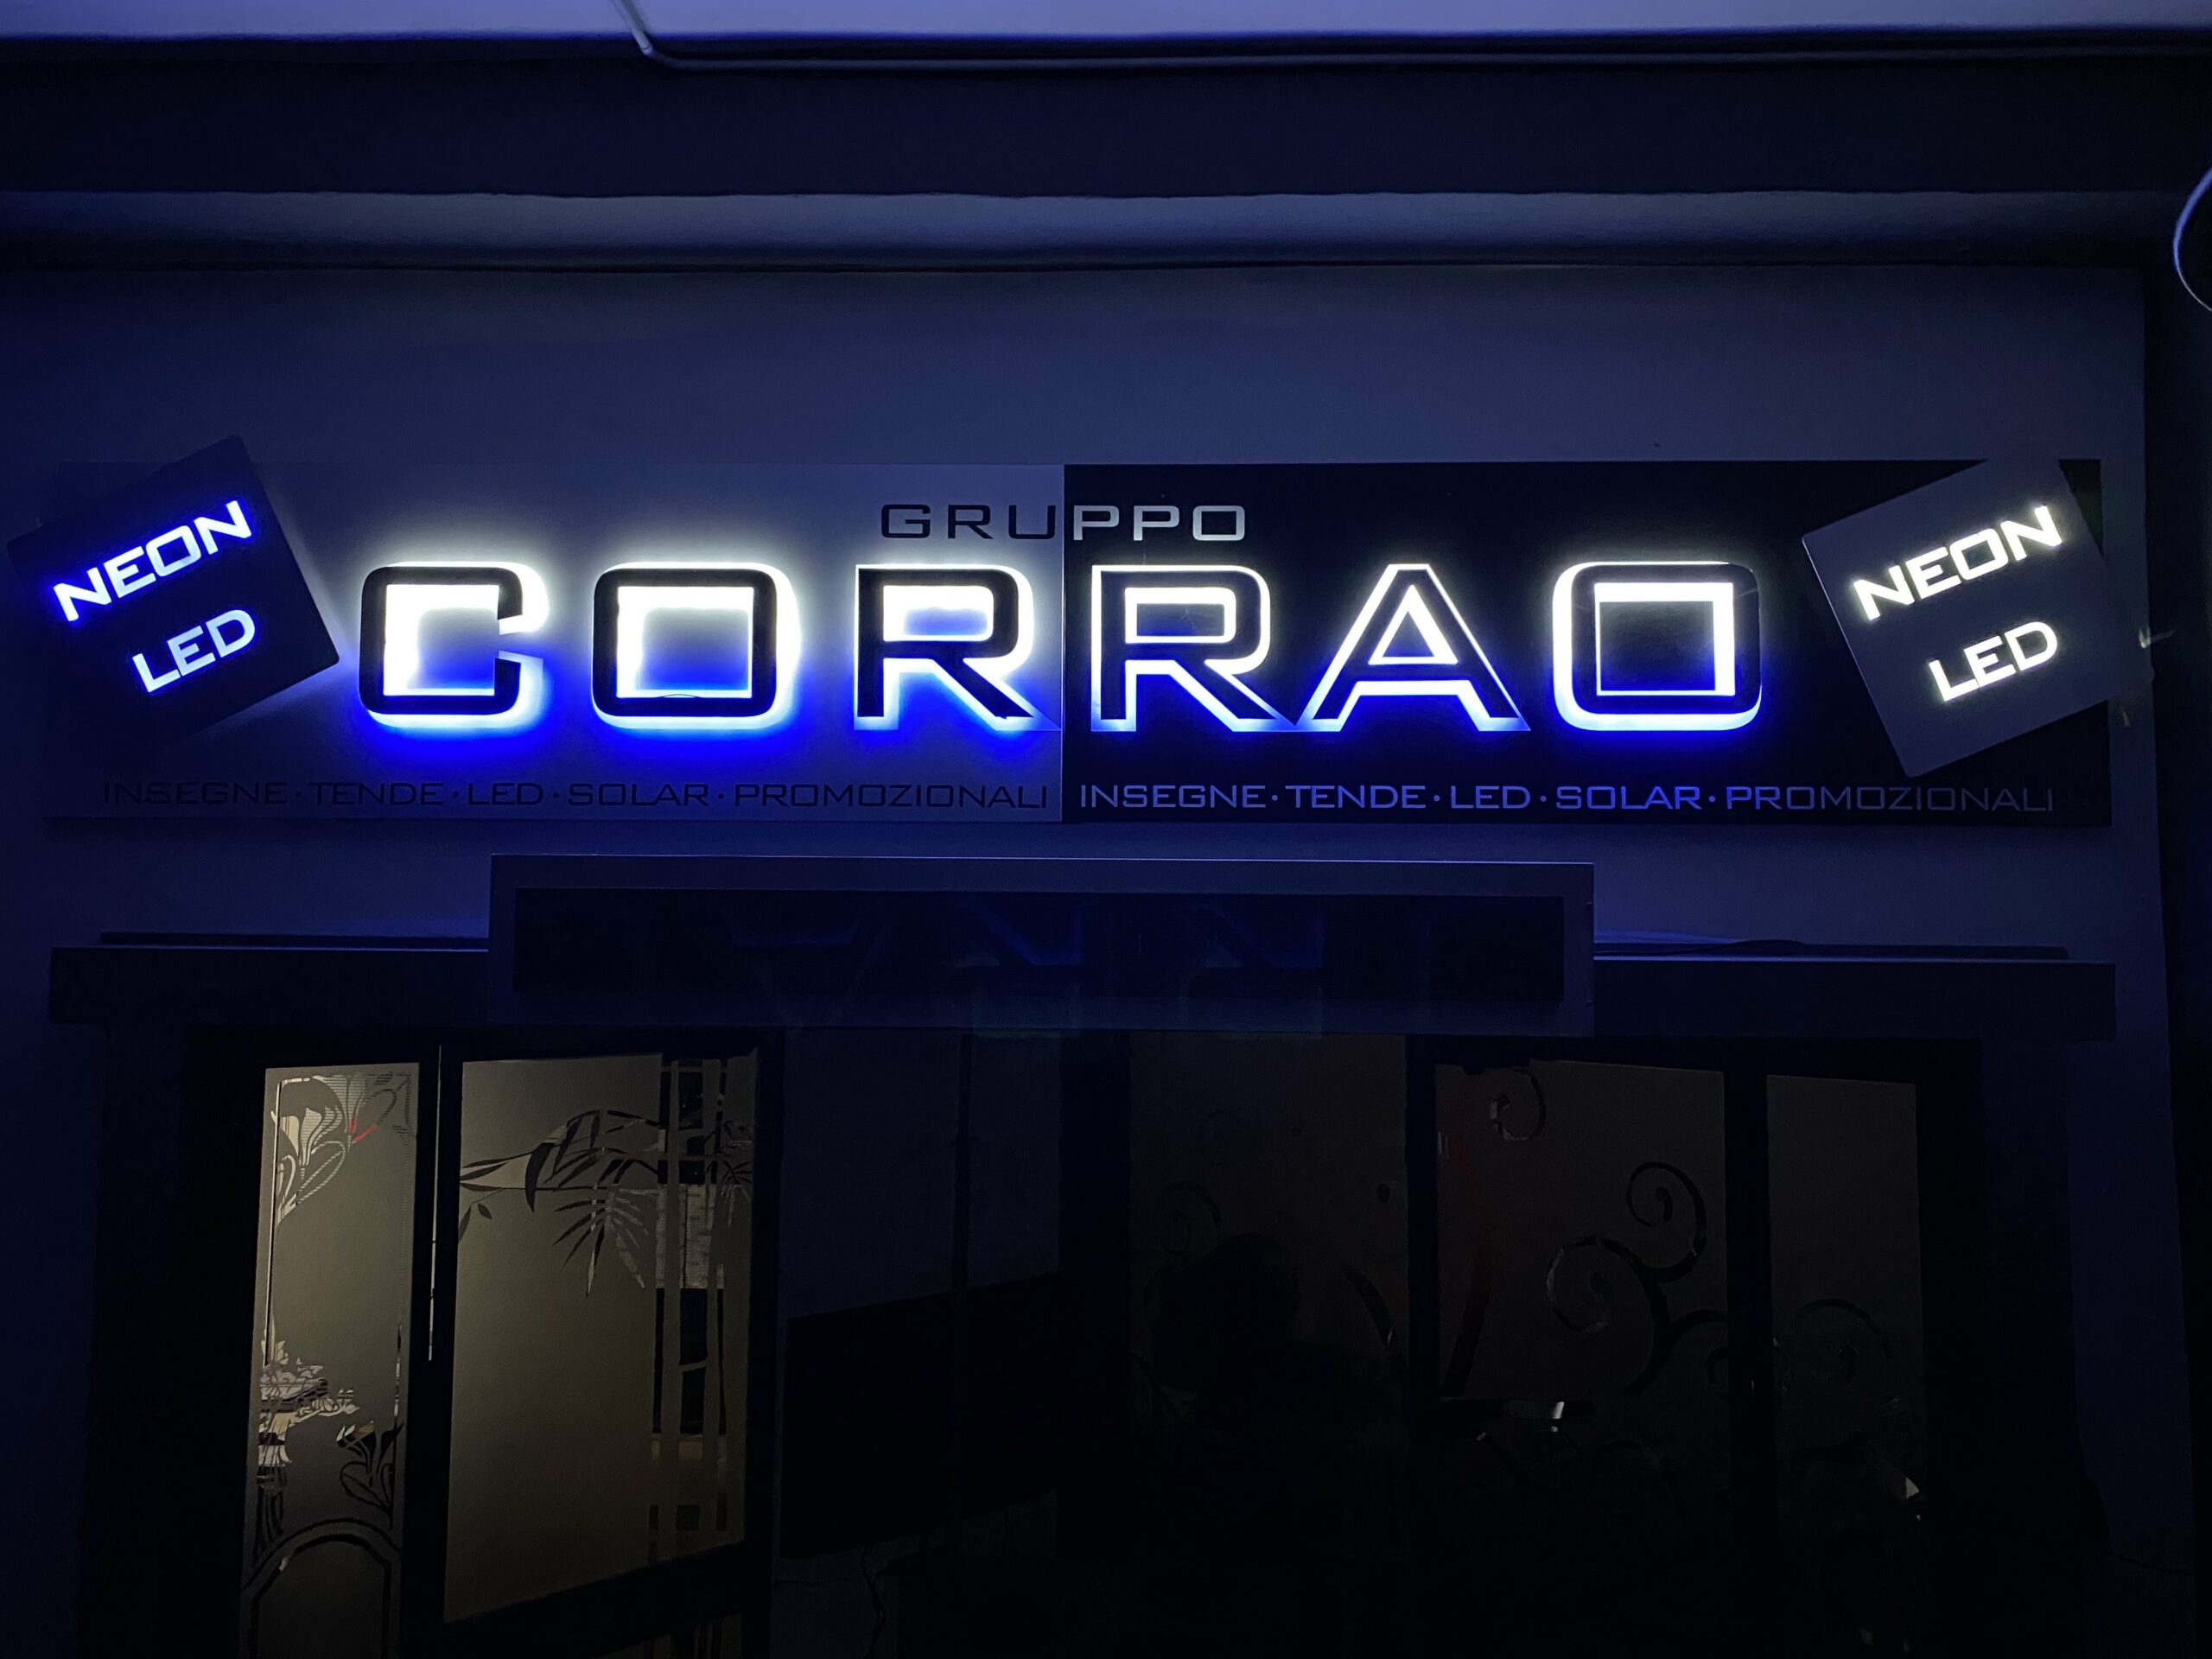 NEON
LED
GRUPPO
CORRAO
NEON
LED
INSEGNE·TENDE·LED·SOLAR·PROMOZIONALI
INSEGNE·TENDE·LED·SOLAR·PROMOZIONALI